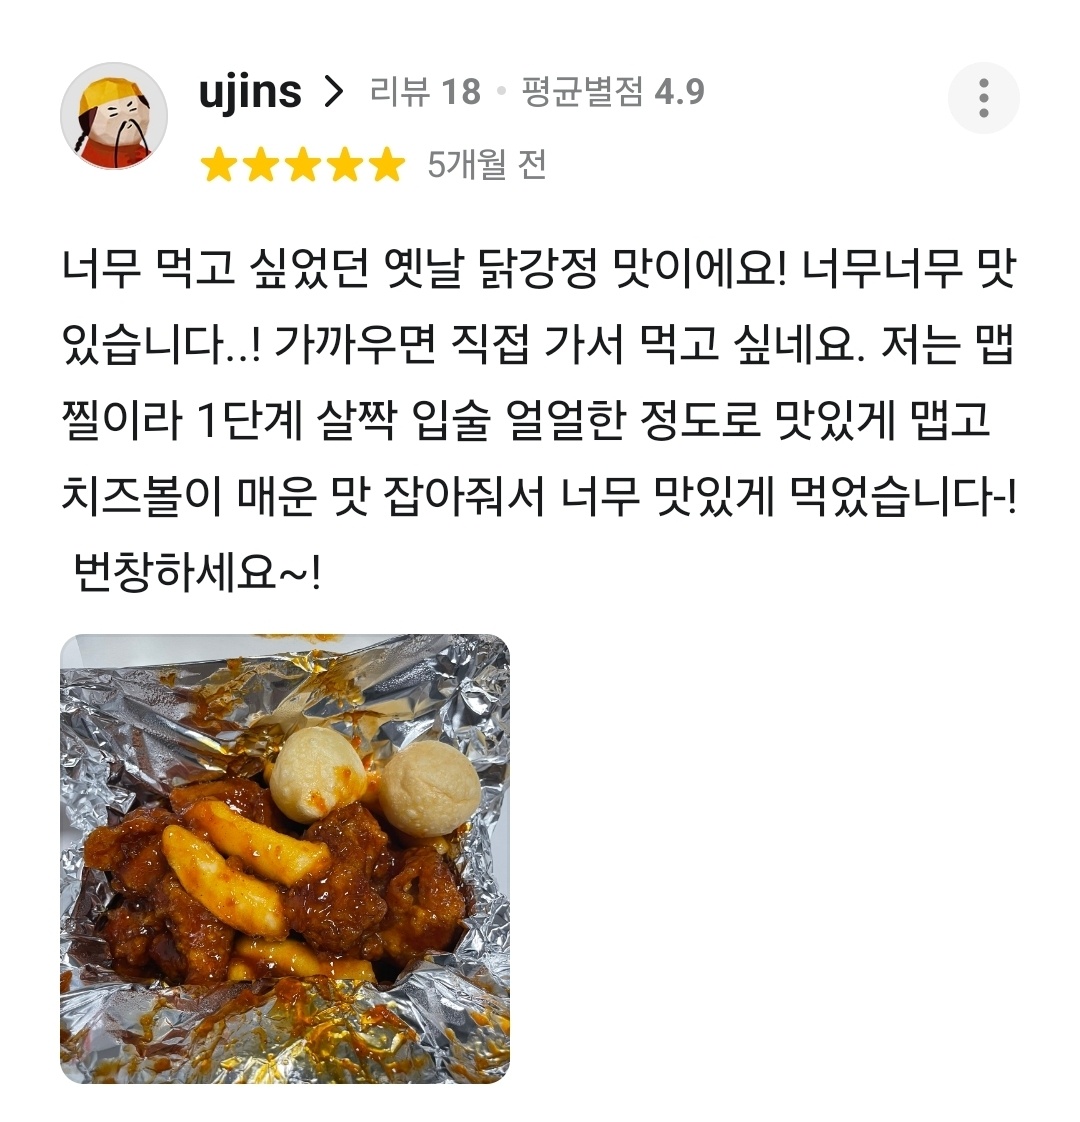 ujins > 리뷰 18 • 평균별점 4.9
5개월 전
너무 먹고 싶었던 옛날 닭강정 맛이에요! 너무너무 맛
있습니다..! 가까우면 직접 가서 먹고 싶네요. 저는 맵
찔이라 1단계 살짝 입술 얼얼한 정도로 맛있게 맵고
치즈볼이 매운 맛 잡아줘서 너무 맛있게 먹었습니다-!
번창하세요~!